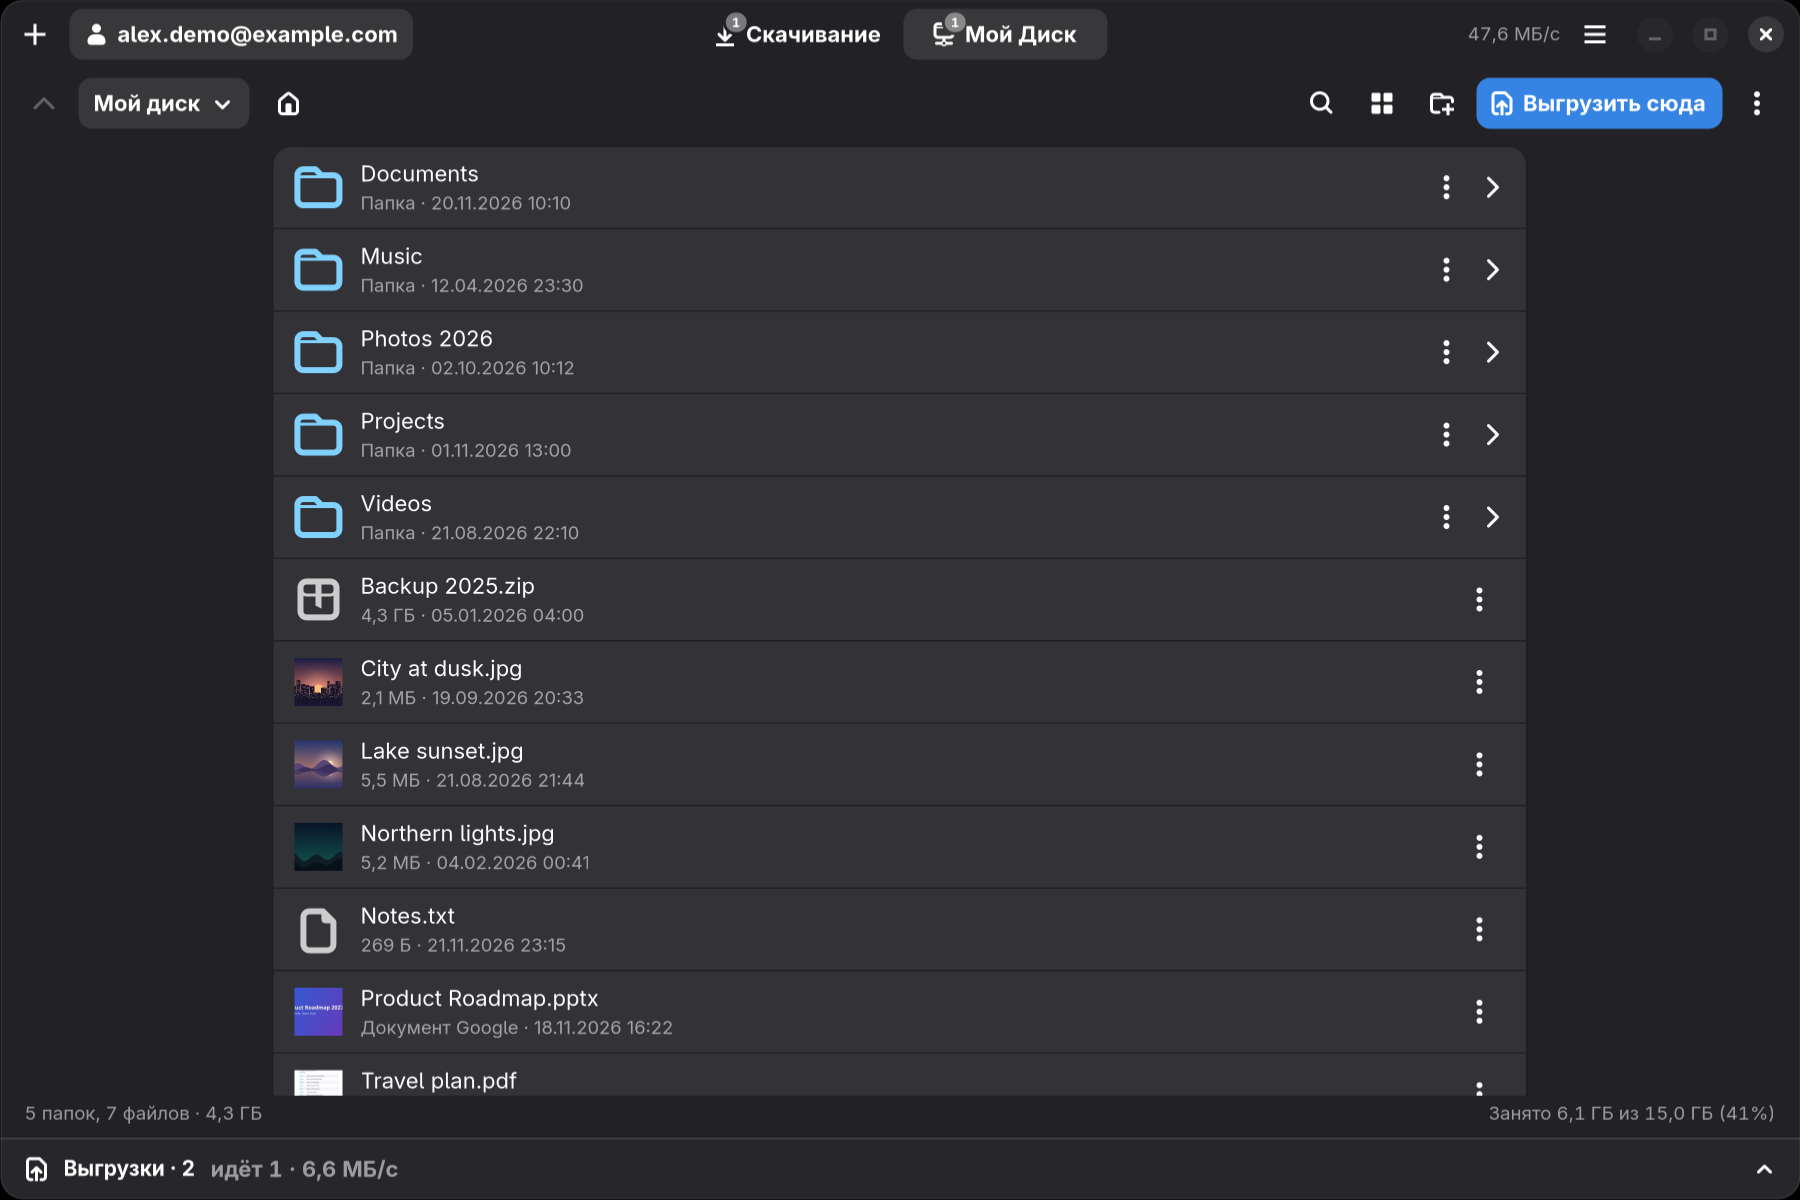 alex.demo@example.com
1
Скачивание
1
Мой Диск
47,6 МБ/с
Мой диск
Выгрузить сюда
Documents
Папка · 20.11.2026 10:10
Music
Папка · 12.04.2026 23:30
Photos 2026
Папка · 02.10.2026 10:12
Projects
Папка · 01.11.2026 13:00
Videos
Папка · 21.08.2026 22:10
Backup 2025.zip
4,3 ГБ · 05.01.2026 04:00
City at dusk.jpg
2,1 МБ · 19.09.2026 20:33
Lake sunset.jpg
5,5 МБ · 21.08.2026 21:44
Northern lights.jpg
5,2 МБ · 04.02.2026 00:41
Notes.txt
269 Б · 21.11.2026 23:15
Product Roadmap.pptx
Документ Google · 18.11.2026 16:22
Travel plan.pdf
5 папок, 7 файлов · 4,3 ГБ
Занято 6,1 ГБ из 15,0 ГБ (41%)
Выгрузки · 2
идёт 1 · 6,6 МБ/с